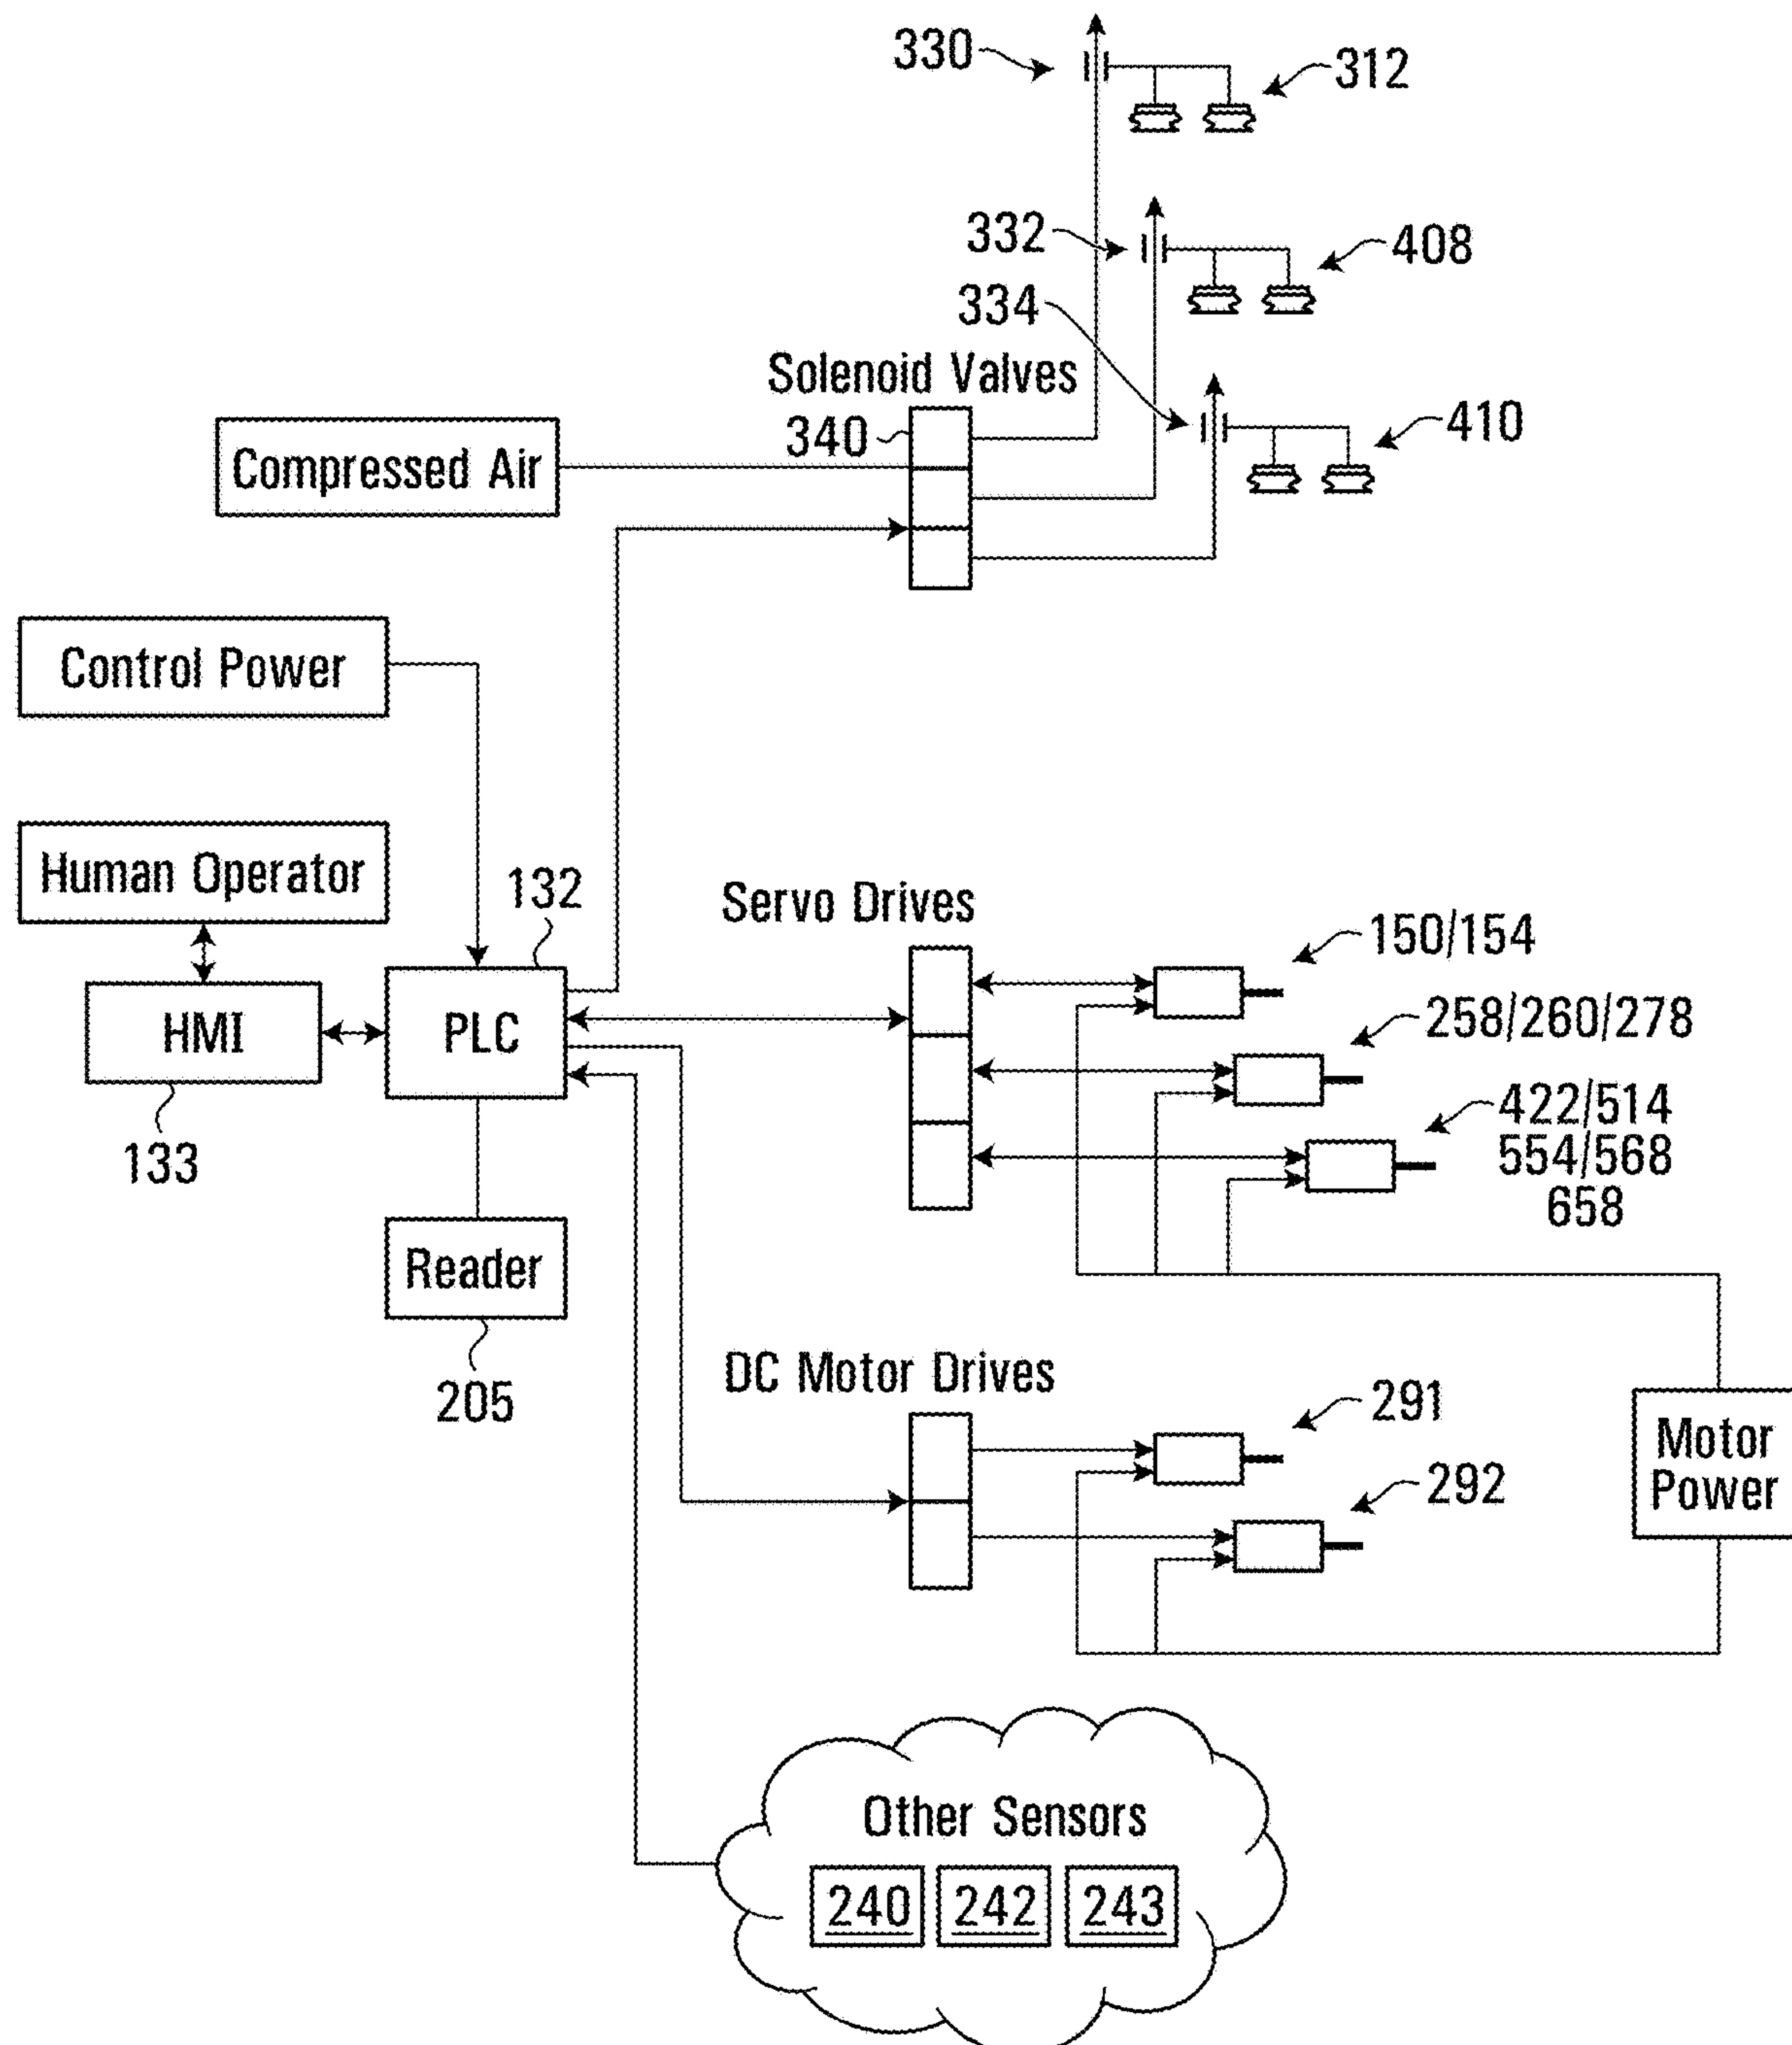 330
312
332
408
334
Solenoid Valves
340
410
Compressed Air
Control Power
Human Operator
132
Servo Drives
150/154
HMI
PLC
258/260/278
133
422/514
554/568
658
Reader
205
DC Motor Drives
291
Motor
Power
292
Other Sensors
240 242 243